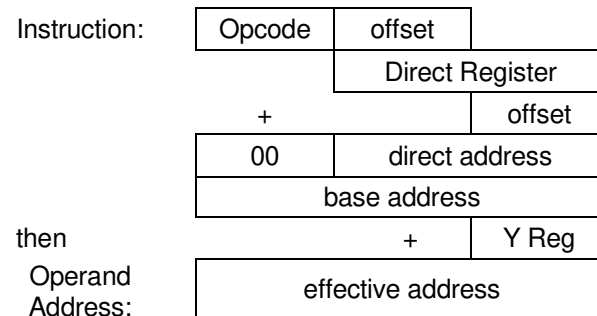 Instruction: Opcode offset
Direct Register
+ offset
00 direct address
base address
then + Y Reg
Operand
Address:
effective address